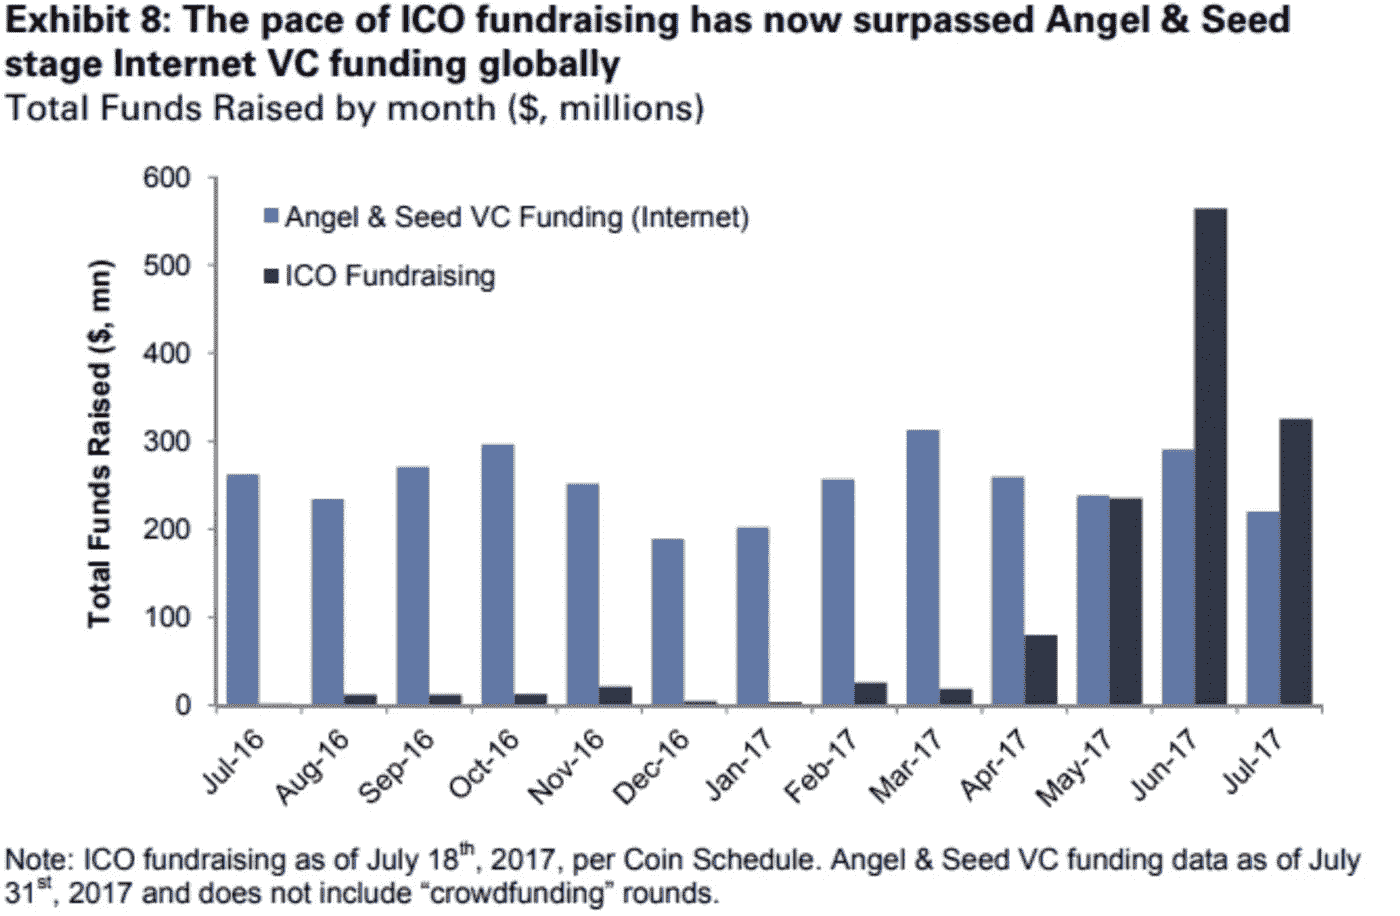 Exhibit 8: The pace of ICO fundraising has now surpassed Angel & Seed
stage Internet VC funding globally
Total Funds Raised by month ($, millions)
600
500
400
300
200
100
0
Total Funds Raised ($, mn)
Angel & Seed VC Funding (Internet)
ICO Fundraising
Jul-16
Aug-16
Sep-16
Oct-16
Nov-16
Dec-16
Jan-17
Feb-17
Mar-17
Apr-17
May-17
Jun-17
Jul-17
Note: ICO fundraising as of July 18th, 2017, per Coin Schedule. Angel & Seed VC funding data as of July
31st, 2017 and does not include “crowdfunding” rounds.